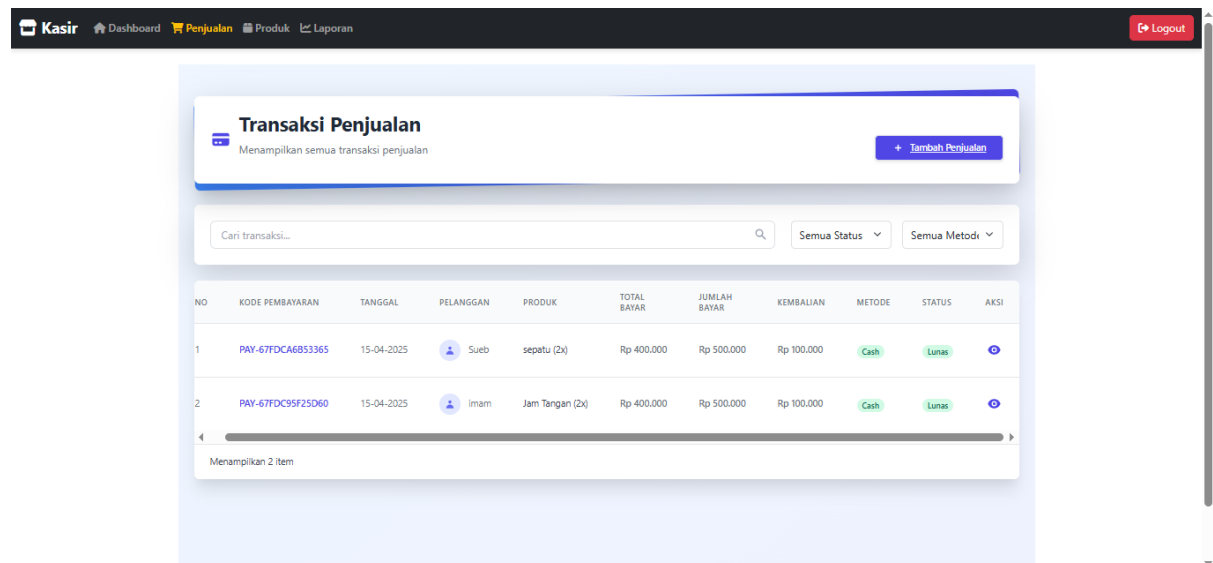 Kasir Dashboard Penjualan Produk Laporan Logout
Transaksi Penjualan
Menampilkan semua transaksi penjualan
+ Tambah Penjualan
Cari transaksi... Semua Status Semua Metode
NO KODE PEMBAYARAN TANGGAL PELANGGAN PRODUK TOTAL BAYAR JUMLAH BAYAR KEMBALIAN METODE STATUS AKSI
1 PAY-67FDCA6B53365 15-04-2025 Sueb sepatu (2x) Rp 400.000 Rp 500.000 Rp 100.000 Cash Lunas
2 PAY-67FDC95F25D60 15-04-2025 Imam Jam Tangan (2x) Rp 400.000 Rp 500.000 Rp 100.000 Cash Lunas
Menampilkan 2 item